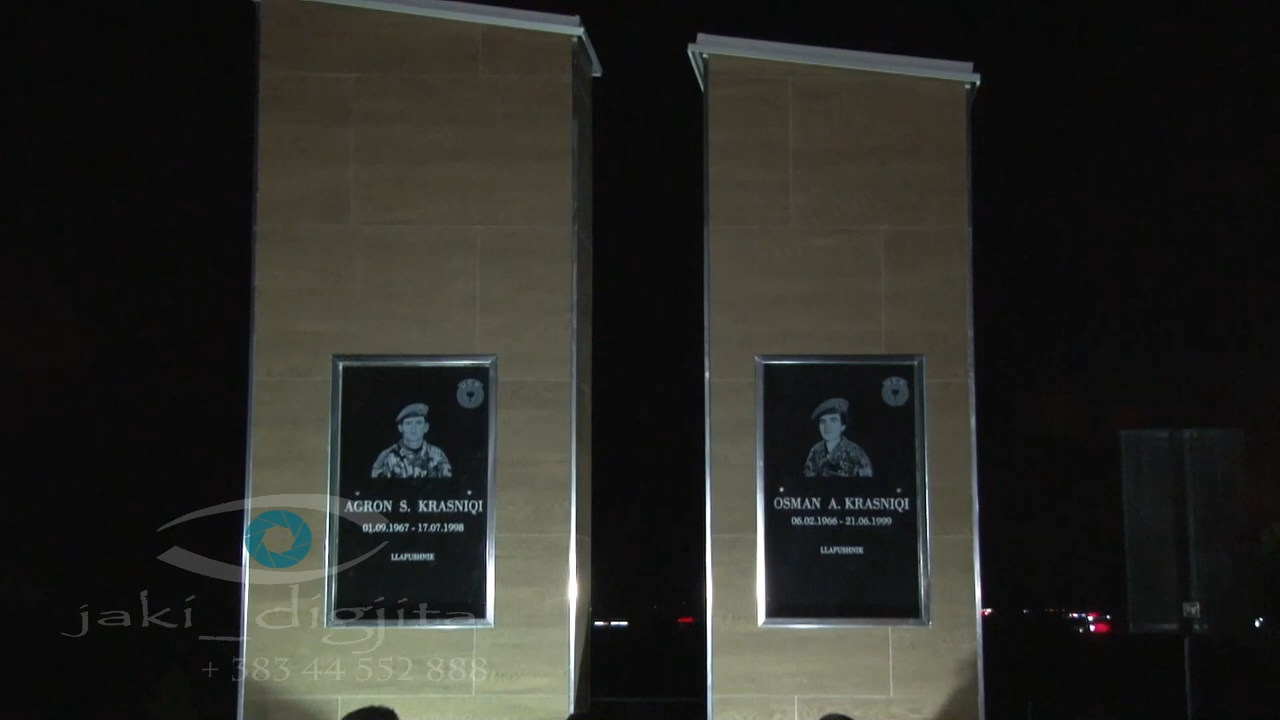 AGRON S. KRASNIQI
01.09.1967 - 17.07.1998
LLAPUSHNIK
OSMAN A. KRASNIQI
06.02.1966 - 21.06.1999
LLAPUSHNIK
jaki_digjita
+ 383 44 552 888